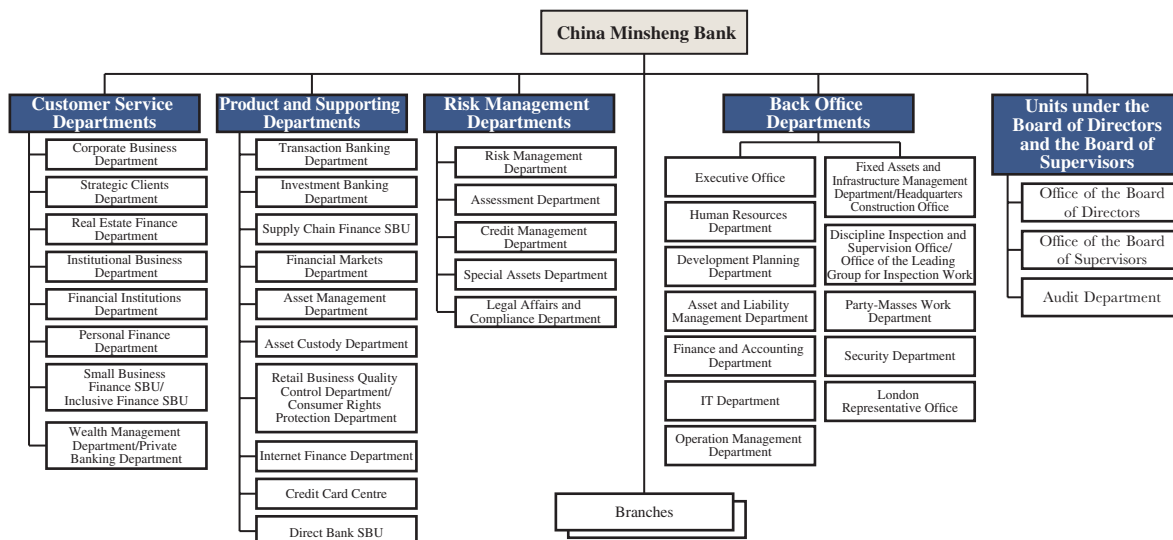 China Minsheng Bank
Customer Service
Departments
Corporate Business
Department
Strategic Clients
Department
Real Estate Finance
Department
Institutional Business
Department
Financial Institutions
Department
Personal Finance
Department
Small Business
Finance SBU/
Inclusive Finance SBU
Wealth Management
Department/Private
Banking Department
Product and Supporting
Departments
Transaction Banking
Department
Investment Banking
Department
Supply Chain Finance SBU
Financial Markets
Department
Asset Management
Department
Asset Custody Department
Retail Business Quality
Control Department/
Consumer Rights
Protection Department
Internet Finance Department
Credit Card Centre
Direct Bank SBU
Risk Management
Departments
Risk Management
Department
Assessment Department
Credit Management
Department
Special Assets Department
Legal Affairs and
Compliance Department
Back Office
Departments
Executive Office
Human Resources
Department
Development Planning
Department
Asset and Liability
Management Department
Finance and Accounting
Department
IT Department
Operation Management
Department
Fixed Assets and
Infrastructure Management
Department/Headquarters
Construction Office
Discipline Inspection and
Supervision Office/
Office of the Leading
Group for Inspection Work
Party-Masses Work
Department
Security Department
London
Representative Office
Units under the
Board of Directors
and the Board of
Supervisors
Office of the Board
of Directors
Office of the Board
of Supervisors
Audit Department
Branches